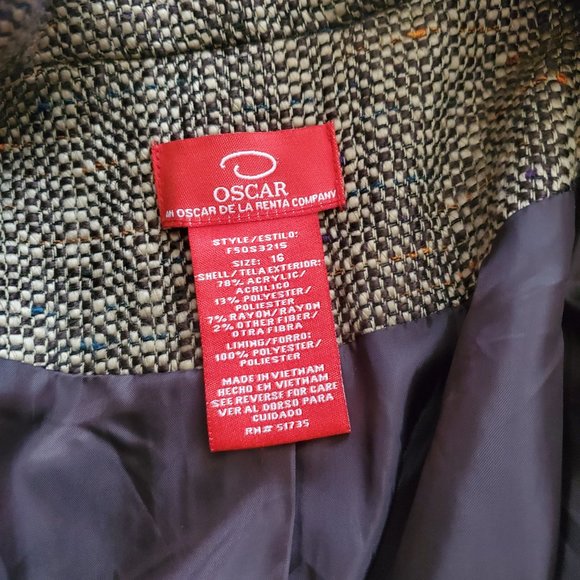 OSCAR
AN OSCAR DE LA RENTA COMPANY
STYLE/ESTILO:
F50S3215
SIZE: 16
SHELL/TELA EXTERIOR:
78% ACRYLIC/
ACRILICO
13% POLYESTER/
POLIESTER
7% RAYON/RAYON
2% OTHER FIBER/
OTRA FIBRA
LINING/FORRO:
100% POLYESTER/
POLIESTER
MADE IN VIETNAM
HECHO EN VIETNAM
SEE REVERSE FOR CARE
VER AL DORSO PARA
CUIDADO
RN# 51735